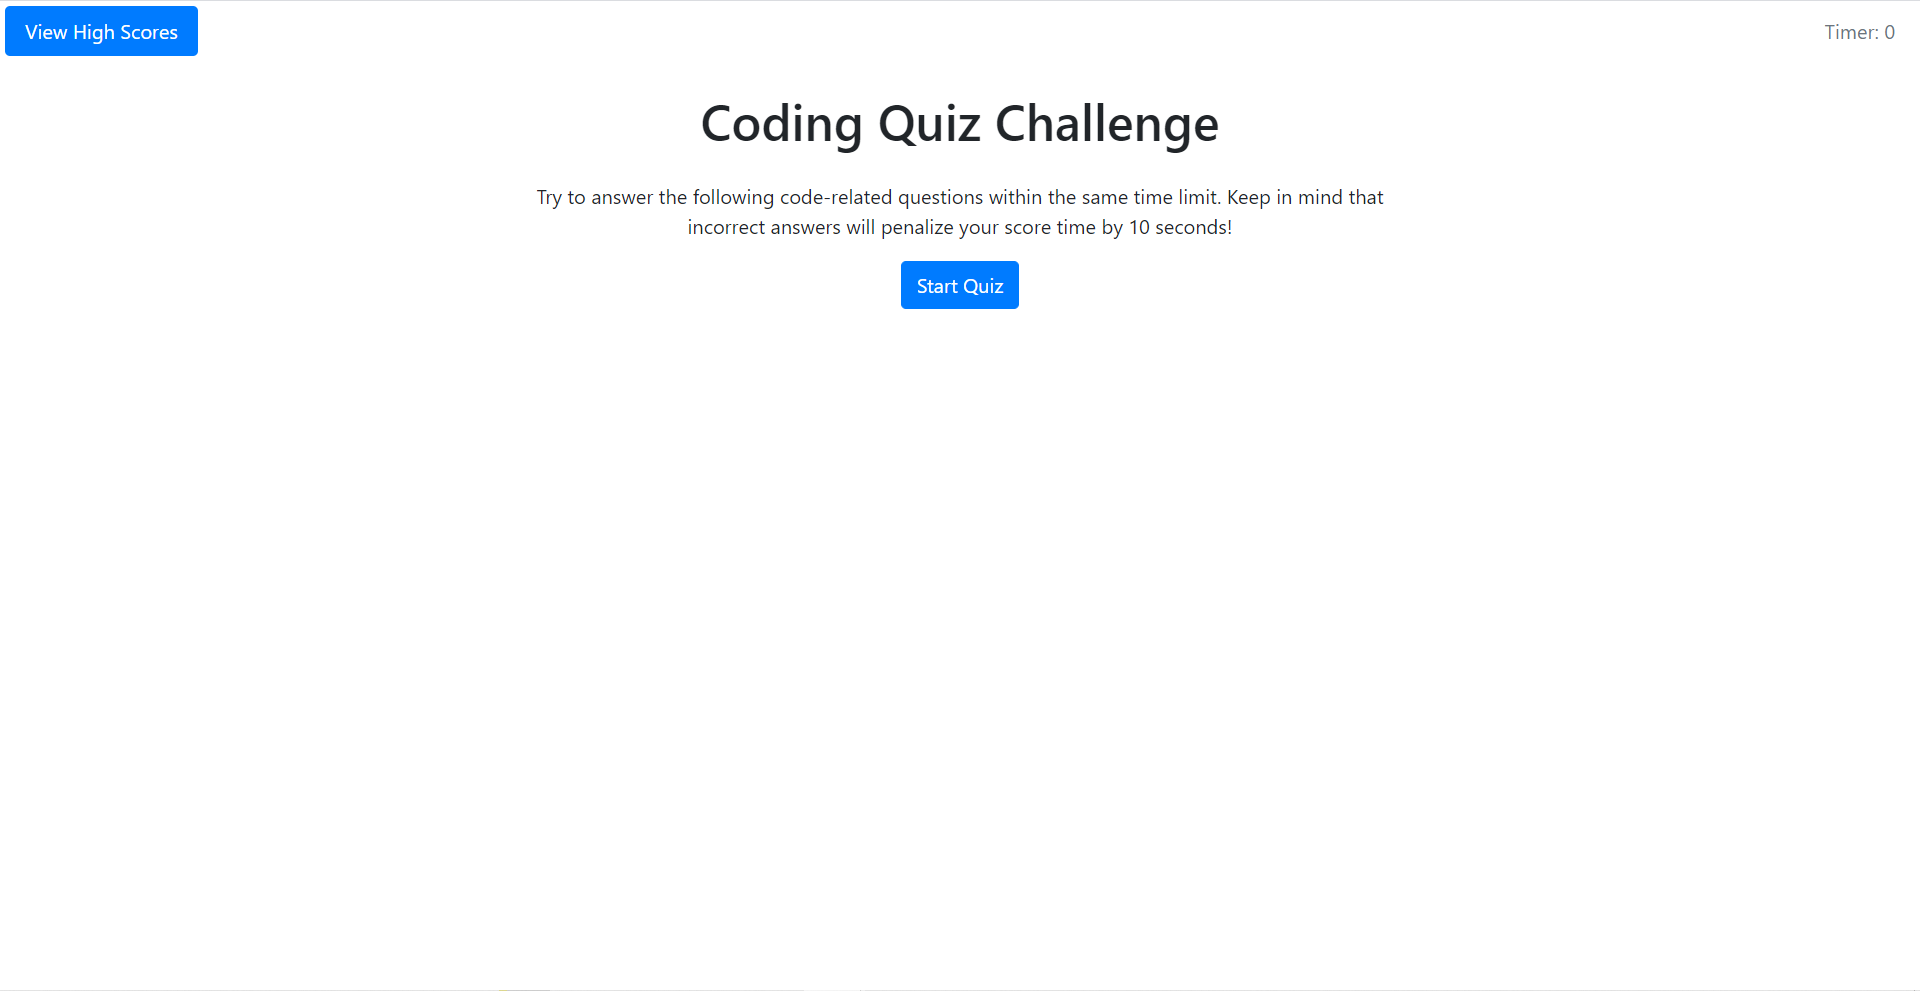 View High Scores
Timer: 0
Coding Quiz Challenge
Try to answer the following code-related questions within the same time limit. Keep in mind that
incorrect answers will penalize your score time by 10 seconds!
Start Quiz